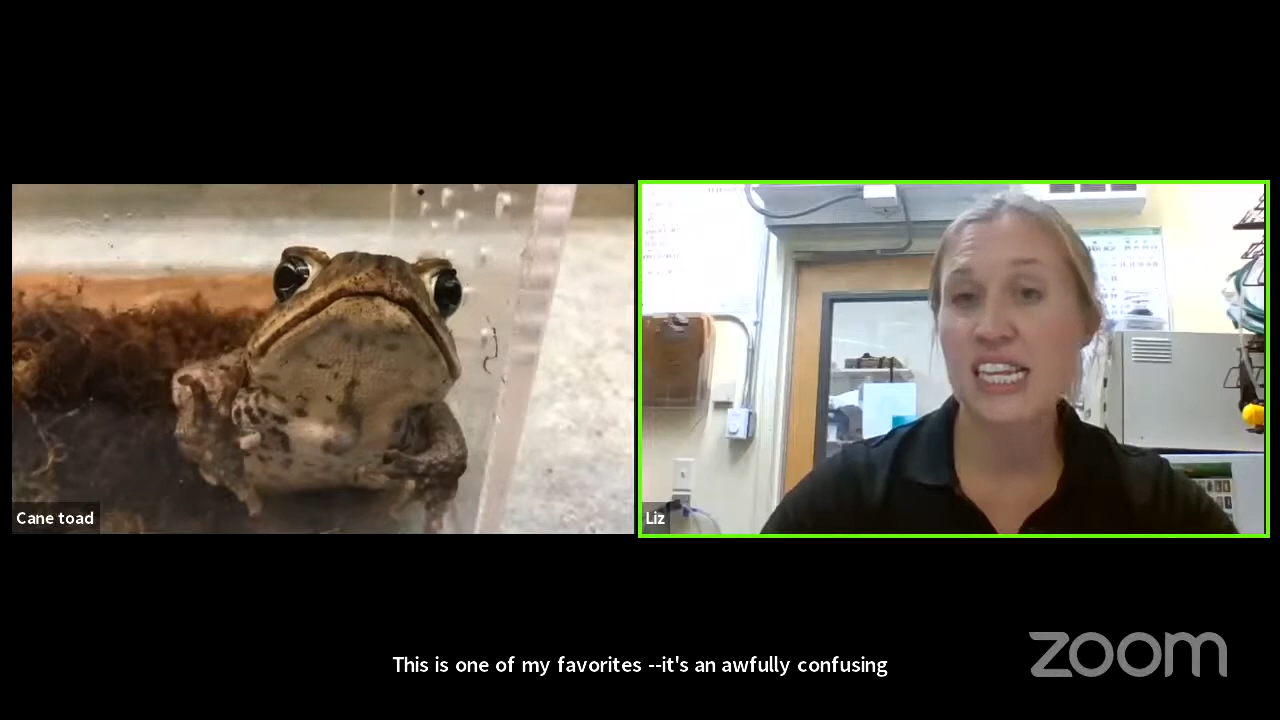 Cane toad
Liz
This is one of my favorites --it's an awfully confusing
zoom